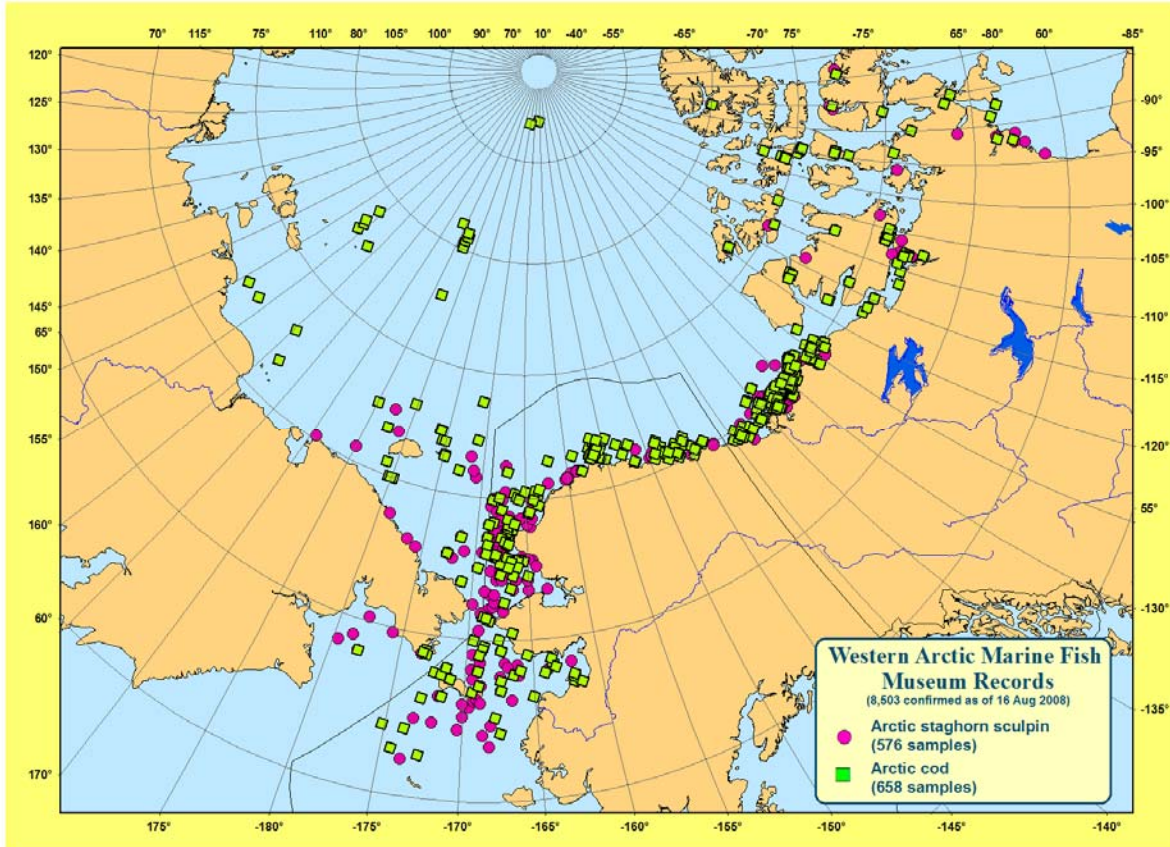 70° 115° 75° 110° 80° 105° 100° 90° 70° 10° -40° -55° -65° -70° 75° -75° 65° -80° 60° -85°
120°
125°
130°
135°
140°
145°
65°
150°
155°
160°
60°
170°
-90°
-95°
-100°
-105°
-110°
-115°
-120°
55°
-130°
-135°
Western Arctic Marine Fish
Museum Records
(8,503 confirmed as of 16 Aug 2008)
Arctic staghorn sculpin
(576 samples)
Arctic cod
(658 samples)
175° -180° -170° -165° -160° -155° -150° -145° -140°